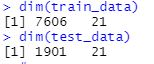 > dim(train_data)
[1] 7606   21
> dim(test_data)
[1] 1901   21